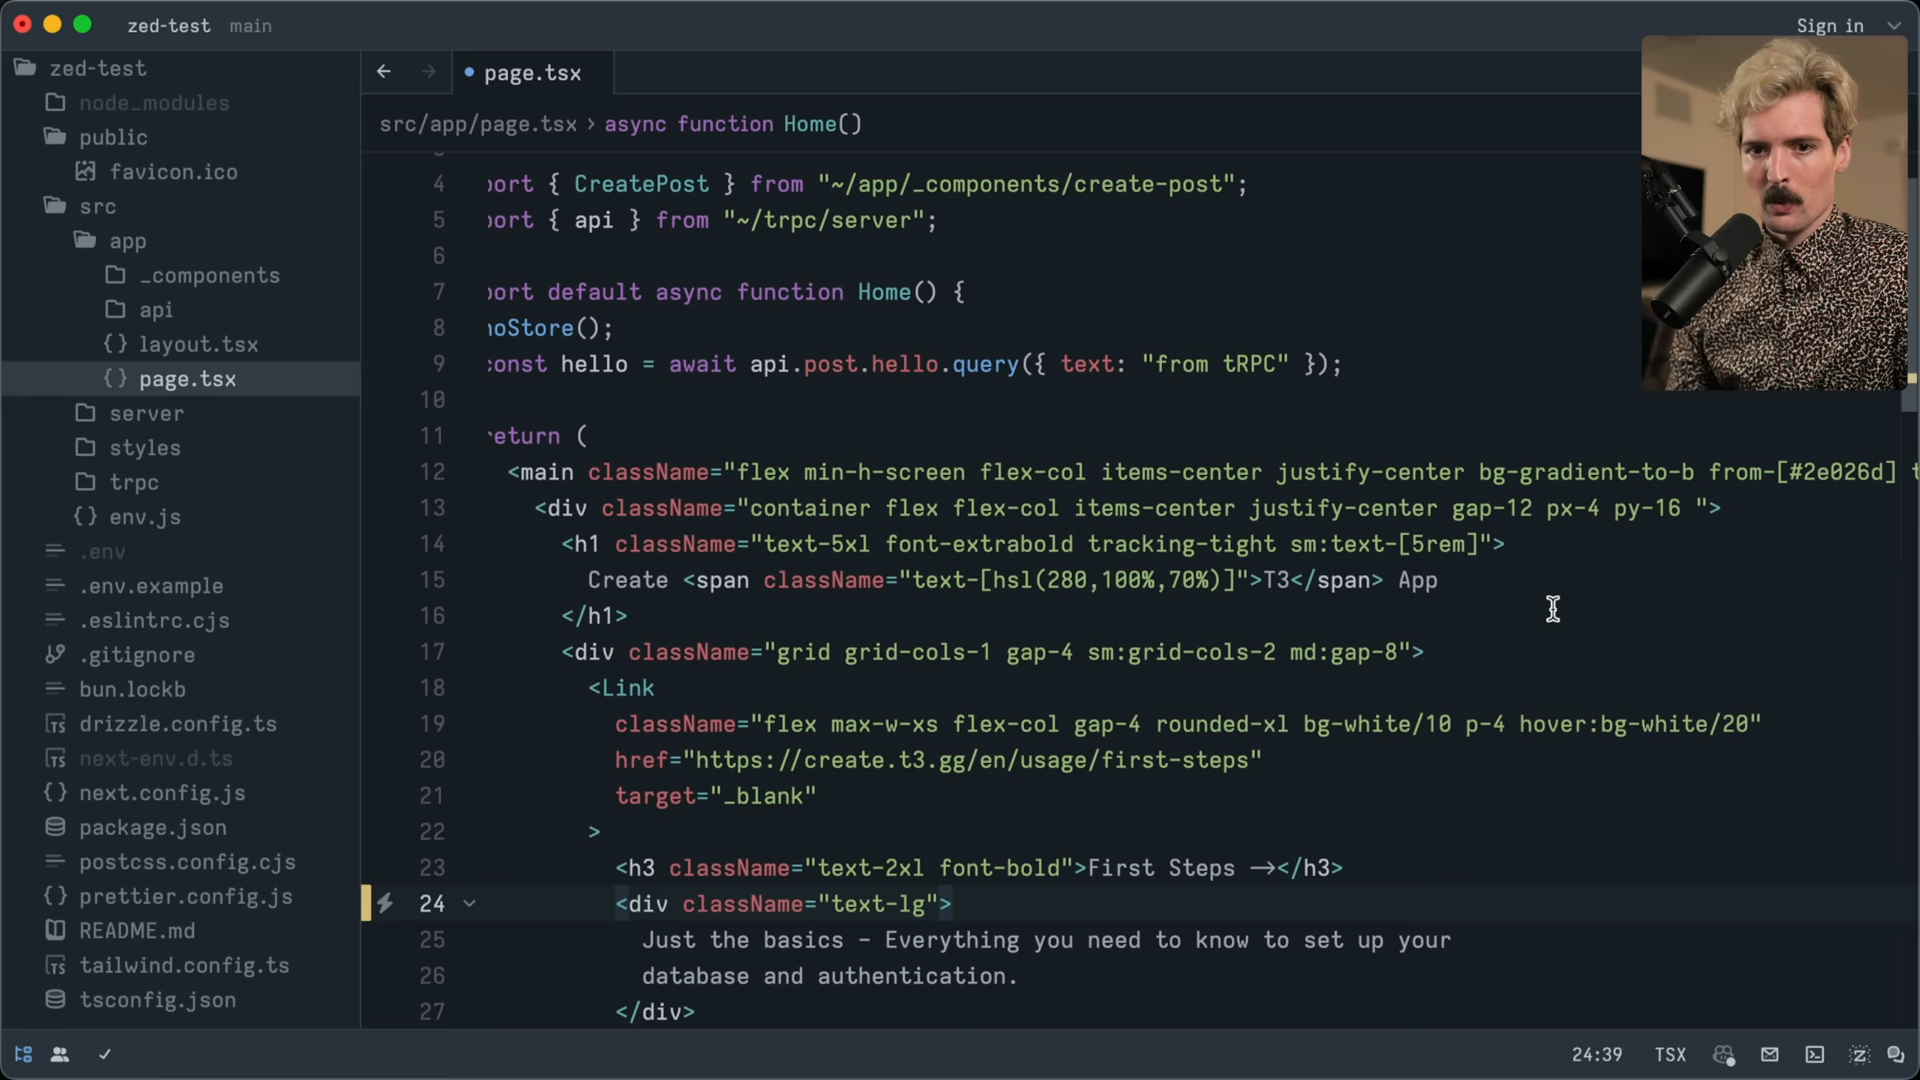 zed-test main
Sign in
zed-test
node_modules
public
favicon.ico
src
app
_components
api
layout.tsx
page.tsx
server
styles
trpc
env.js
.env
.env.example
.eslintrc.cjs
.gitignore
bun.lockb
drizzle.config.ts
next-env.d.ts
next.config.js
package.json
postcss.config.cjs
prettier.config.js
README.md
tailwind.config.ts
tsconfig.json
page.tsx
src/app/page.tsx › async function Home()
4 port { CreatePost } from "~/app/_components/create-post";
5 port { api } from "~/trpc/server";
6
7 port default async function Home() {
8 noStore();
9 const hello = await api.post.hello.query({ text: "from tRPC" });
10
11 return (
12 <main className="flex min-h-screen flex-col items-center justify-center bg-gradient-to-b from-[#2e026d] t
13 <div className="container flex flex-col items-center justify-center gap-12 px-4 py-16 ">
14 <h1 className="text-5xl font-extrabold tracking-tight sm:text-[5rem]">
15 Create <span className="text-[hsl(280,100%,70%)]">T3</span> App
16 </h1>
17 <div className="grid grid-cols-1 gap-4 sm:grid-cols-2 md:gap-8">
18 <Link
19 className="flex max-w-xs flex-col gap-4 rounded-xl bg-white/10 p-4 hover:bg-white/20"
20 href="https://create.t3.gg/en/usage/first-steps"
21 target="_blank"
22 >
23 <h3 className="text-2xl font-bold">First Steps →</h3>
24 <div className="text-lg">
25 Just the basics - Everything you need to know to set up your
26 database and authentication.
27 </div>
24:39 TSX